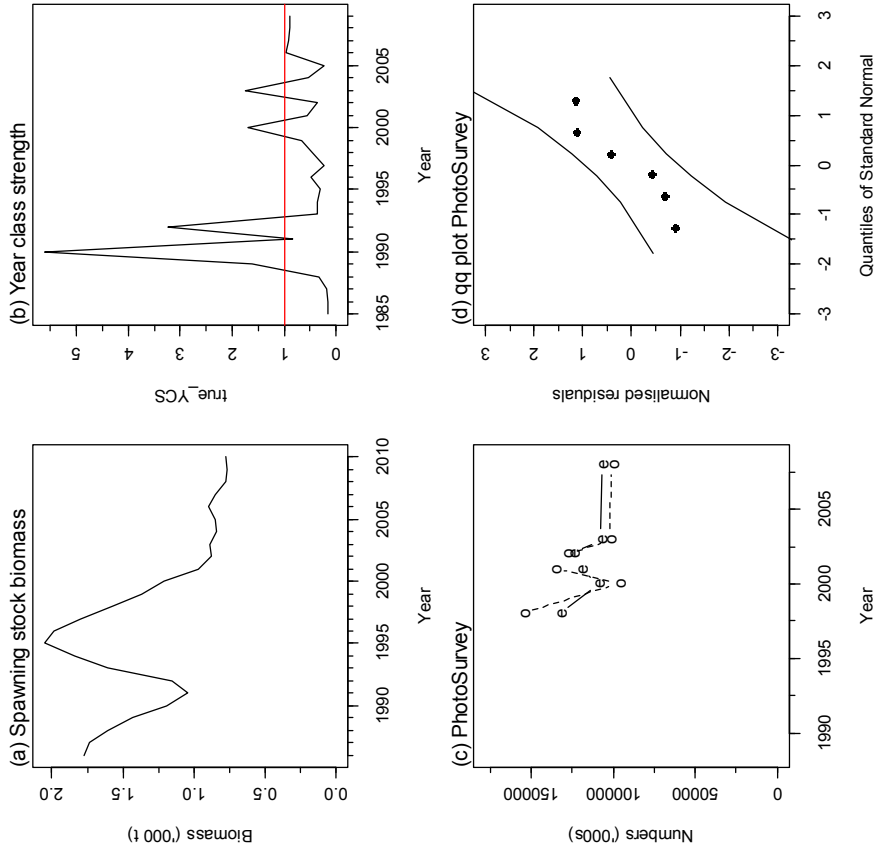 (a) Spawning stock biomass
Biomass ('000 t)
2.0
1.5
1.0
0.5
0.0
1990 1995 2000 2005 2010
Year
(b) Year class strength
true_YCS
5
4
3
2
1
0
1985 1990 1995 2000 2005
Year
(c) PhotoSurvey
Numbers ('000s)
150000
100000
50000
0
o e e o o e o e e o e o
1990 1995 2000 2005
Year
(d) qq plot PhotoSurvey
Normalised residuals
3
2
1
0
-1
-2
-3
-3 -2 -1 0 1 2 3
Quantiles of Standard Normal